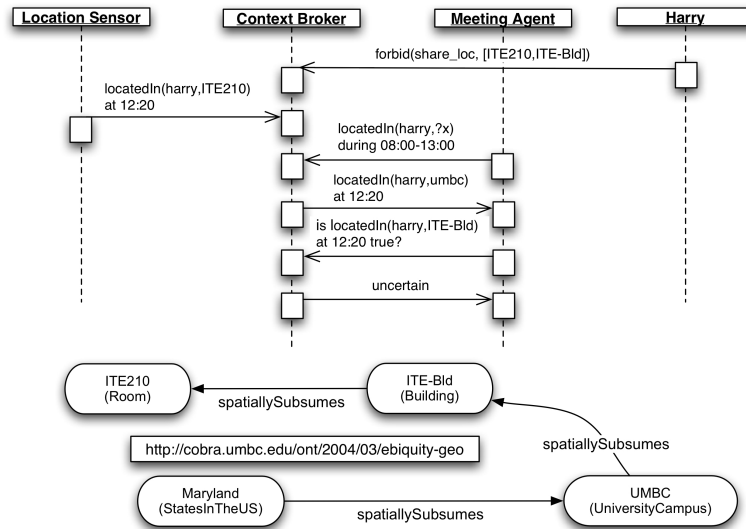 Location Sensor
Context Broker
Meeting Agent
Harry
forbid(share_loc, [ITE210,ITE-Bld])
locatedIn(harry,ITE210)
at 12:20
locatedIn(harry,?x)
during 08:00-13:00
locatedIn(harry,umbc)
at 12:20
is locatedIn(harry,ITE-Bld)
at 12:20 true?
uncertain
ITE210
(Room)
ITE-Bld
(Building)
spatiallySubsumes
spatiallySubsumes
http://cobra.umbc.edu/ont/2004/03/ebiquity-geo
Maryland
(StatesInTheUS)
UMBC
(UniversityCampus)
spatiallySubsumes